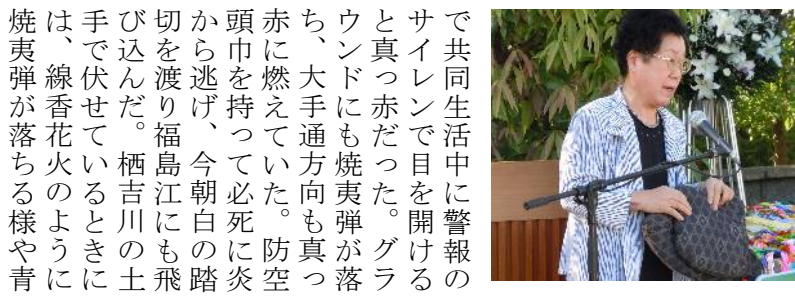 で共同生活中に警報の
サイレンで目を開ける
と真っ赤だった。グラ
ウンドにも焼夷弾が落
ち、大手通方向も真っ
赤に燃えていた。防空
頭巾を持って必死に炎
から逃げ、今朝白の踏
切を渡り福島江にも飛
び込んだ。栖吉川の土
手で伏せているときに
は、線香花火のように
焼夷弾が落ちる様や青